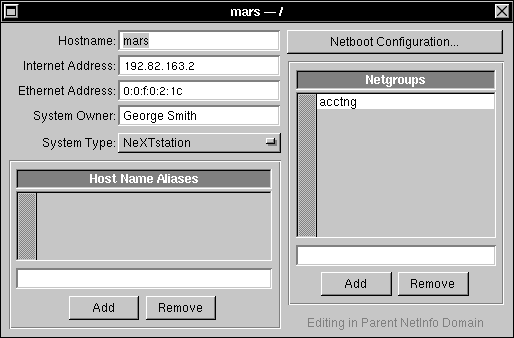 mars — /
Hostname: mars
Internet Address: 192.82.163.2
Ethernet Address: 0:0:f:0:2:1c
System Owner: George Smith
System Type: NeXTstation
Host Name Aliases
Add Remove
Netboot Configuration...
Netgroups
acctng
Add Remove
Editing in Parent NetInfo Domain